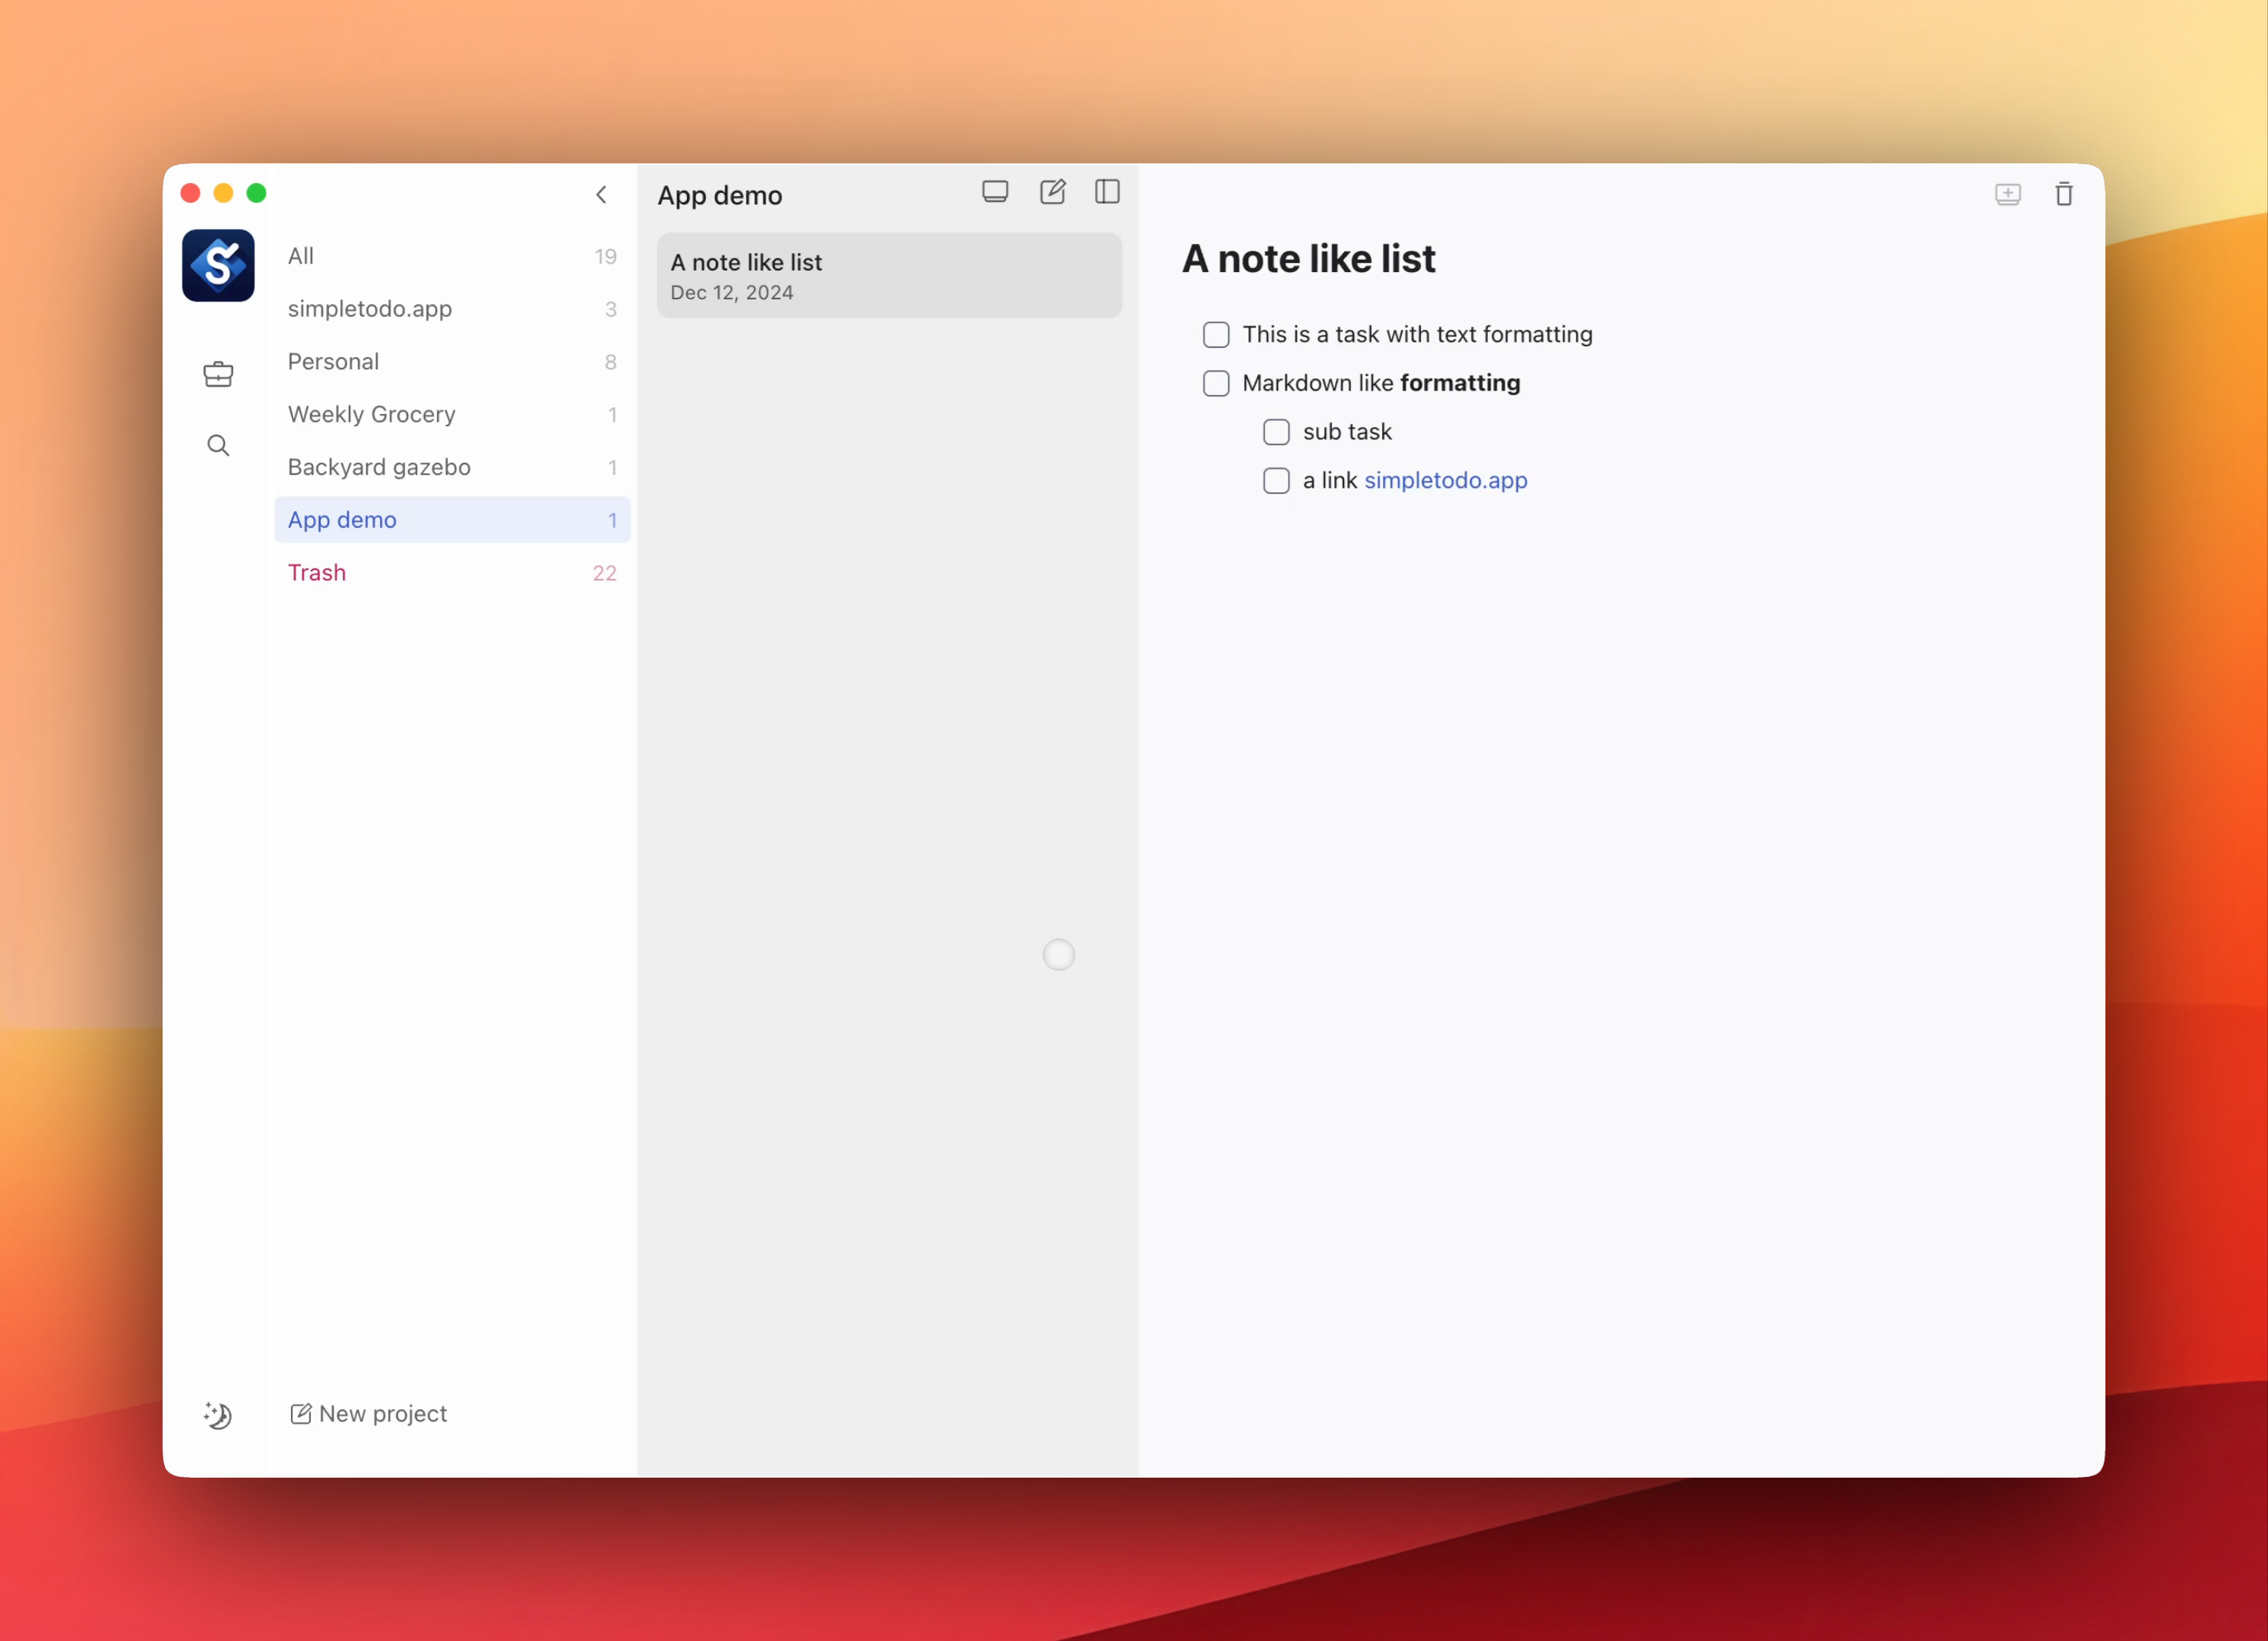 All 19
simpletodo.app 3
Personal 8
Weekly Grocery 1
Backyard gazebo 1
App demo 1
Trash 22
New project
App demo
A note like list
Dec 12, 2024
A note like list
This is a task with text formatting
Markdown like formatting
sub task
a link simpletodo.app